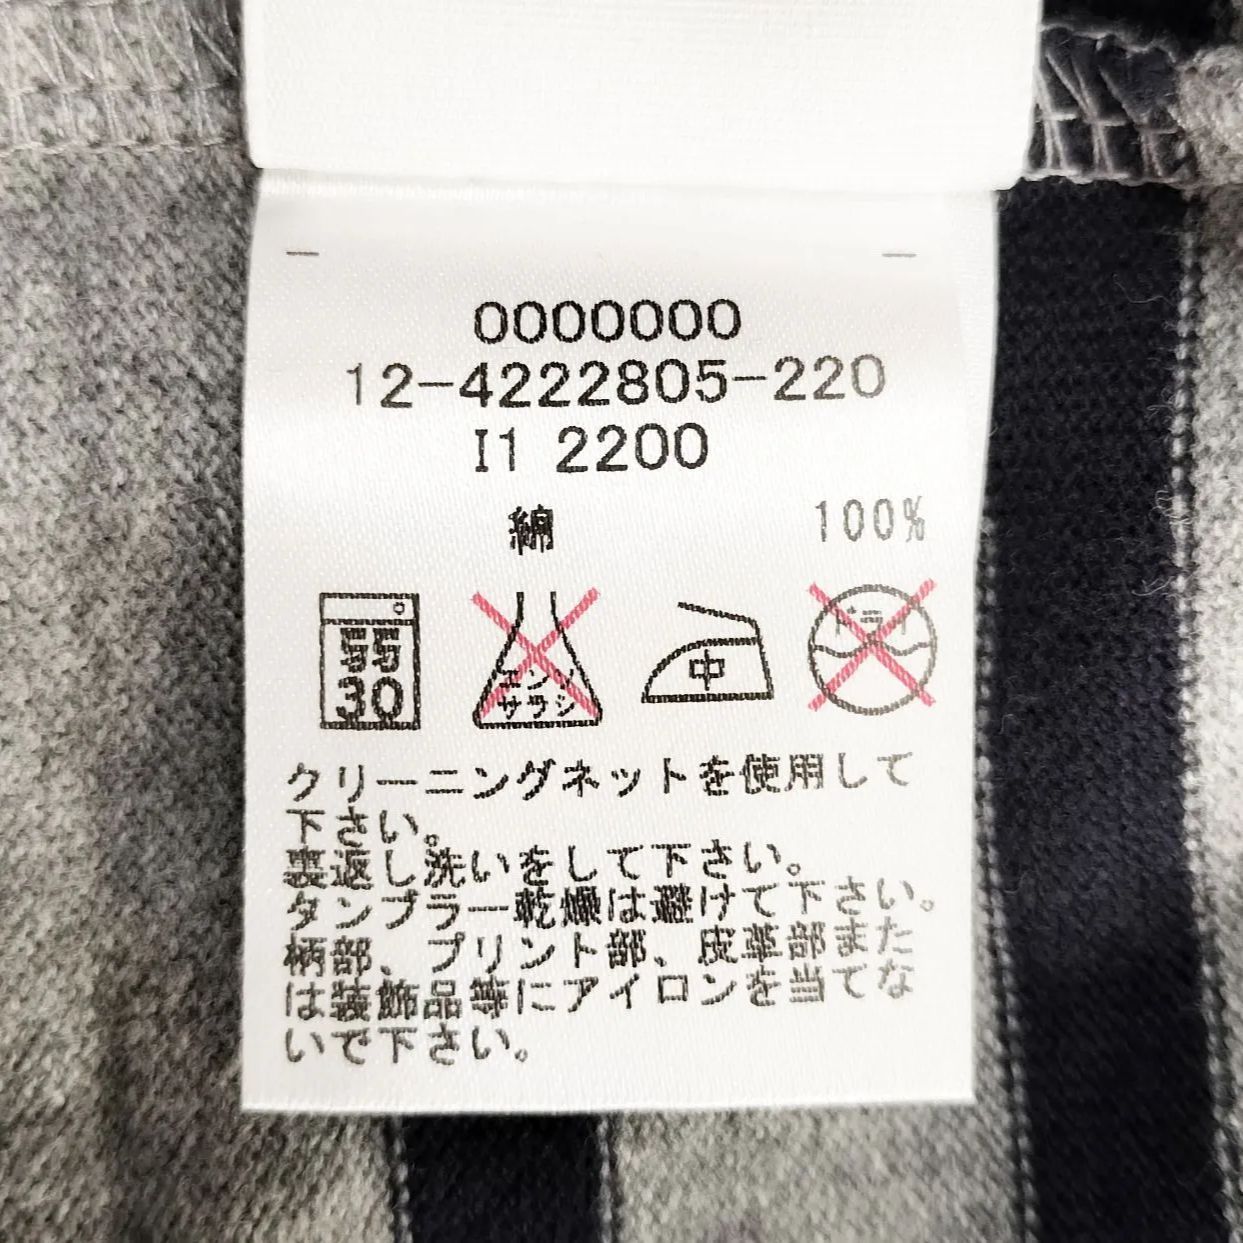 0000000
12-4222805-220
I1 2200
綿 100%
弱 30
エンソ サラシ
中
ドライ
クリーニングネットを使用して
下さい。
裏返し洗いをして下さい。
タンブラー乾燥は避けて下さい。
柄部、プリント部、皮革部また
は装飾品等にアイロンを当てな
いで下さい。